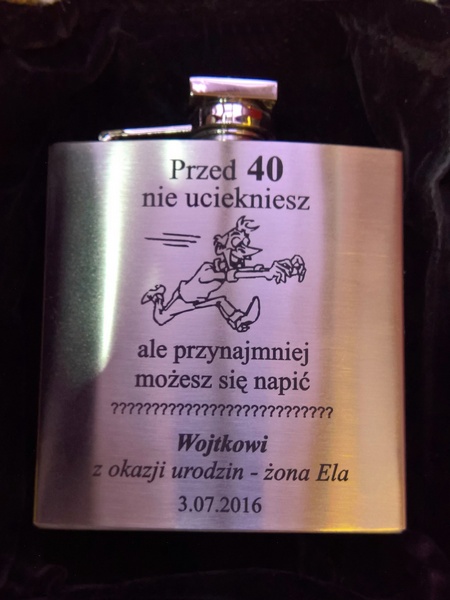 Przed 40
nie uciekniesz
ale przynajmniej
możesz się napić
???????????????????????????
Wojtkowi
z okazji urodzin - żona Ela
3.07.2016